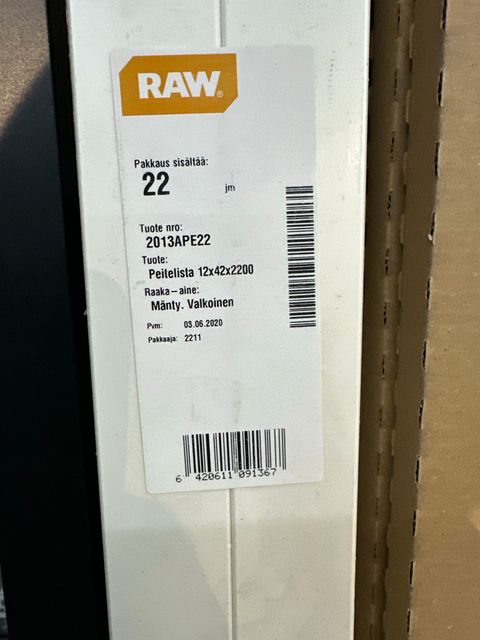 RAW®
Pakkaus sisältää:
22 jm
Tuote nro:
2013APE22
Tuote:
Peitelista 12x42x2200
Raaka-aine:
Mänty. Valkoinen
Pvm: 03.06.2020
Pakkaaja: 2211
6 420611 091367